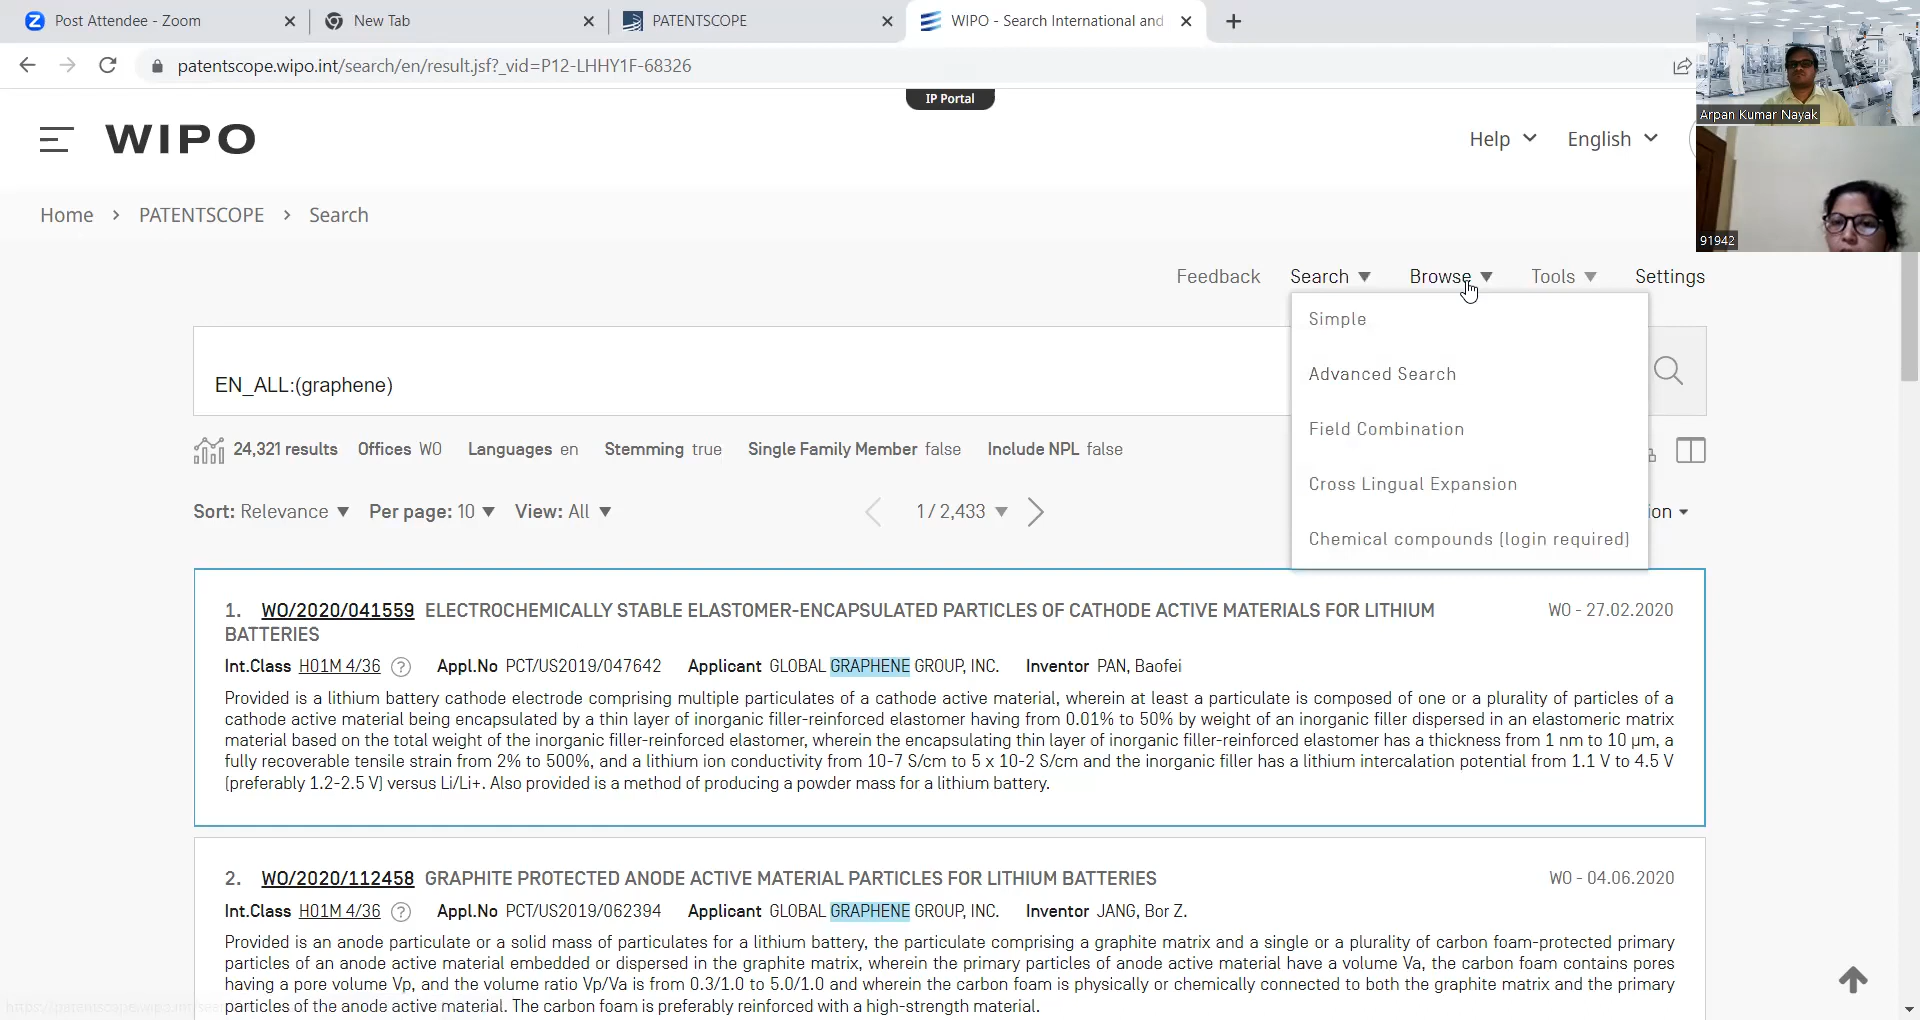 Post Attendee - Zoom
New Tab
PATENTSCOPE
WIPO - Search International and
patentscope.wipo.int/search/en/result.jsf?_vid=P12-LHHY1F-68326
IP Portal
WIPO
Help
English
Arpan Kumar Nayak
91942
Home > PATENTSCOPE > Search
Feedback Search ▼ Browse ▼ Tools ▼ Settings
Simple
Advanced Search
Field Combination
Cross Lingual Expansion
Chemical compounds [login required]
EN_ALL:(graphene)
24,321 results Offices WO Languages en Stemming true Single Family Member false Include NPL false
Sort: Relevance ▼ Per page: 10 ▼ View: All ▼ 1 / 2,433 ▼ ion
1. WO/2020/041559 ELECTROCHEMICALLY STABLE ELASTOMER-ENCAPSULATED PARTICLES OF CATHODE ACTIVE MATERIALS FOR LITHIUM WO - 27.02.2020
BATTERIES
Int.Class H01M 4/36 ? Appl.No PCT/US2019/047642 Applicant GLOBAL GRAPHENE GROUP, INC. Inventor PAN, Baofei
Provided is a lithium battery cathode electrode comprising multiple particulates of a cathode active material, wherein at least a particulate is composed of one or a plurality of particles of a
cathode active material being encapsulated by a thin layer of inorganic filler-reinforced elastomer having from 0.01% to 50% by weight of an inorganic filler dispersed in an elastomeric matrix
material based on the total weight of the inorganic filler-reinforced elastomer, wherein the encapsulating thin layer of inorganic filler-reinforced elastomer has a thickness from 1 nm to 10 µm, a
fully recoverable tensile strain from 2% to 500%, and a lithium ion conductivity from 10-7 S/cm to 5 x 10-2 S/cm and the inorganic filler has a lithium intercalation potential from 1.1 V to 4.5 V
[preferably 1.2-2.5 V] versus Li/Li+. Also provided is a method of producing a powder mass for a lithium battery.
2. WO/2020/112458 GRAPHITE PROTECTED ANODE ACTIVE MATERIAL PARTICLES FOR LITHIUM BATTERIES WO - 04.06.2020
Int.Class H01M 4/36 ? Appl.No PCT/US2019/062394 Applicant GLOBAL GRAPHENE GROUP, INC. Inventor JANG, Bor Z.
Provided is an anode particulate or a solid mass of particulates for a lithium battery, the particulate comprising a graphite matrix and a single or a plurality of carbon foam-protected primary
particles of an anode active material embedded or dispersed in the graphite matrix, wherein the primary particles of anode active material have a volume Va, the carbon foam contains pores
having a pore volume Vp, and the volume ratio Vp/Va is from 0.3/1.0 to 5.0/1.0 and wherein the carbon foam is physically or chemically connected to both the graphite matrix and the primary
particles of the anode active material. The carbon foam is preferably reinforced with a high-strength material.